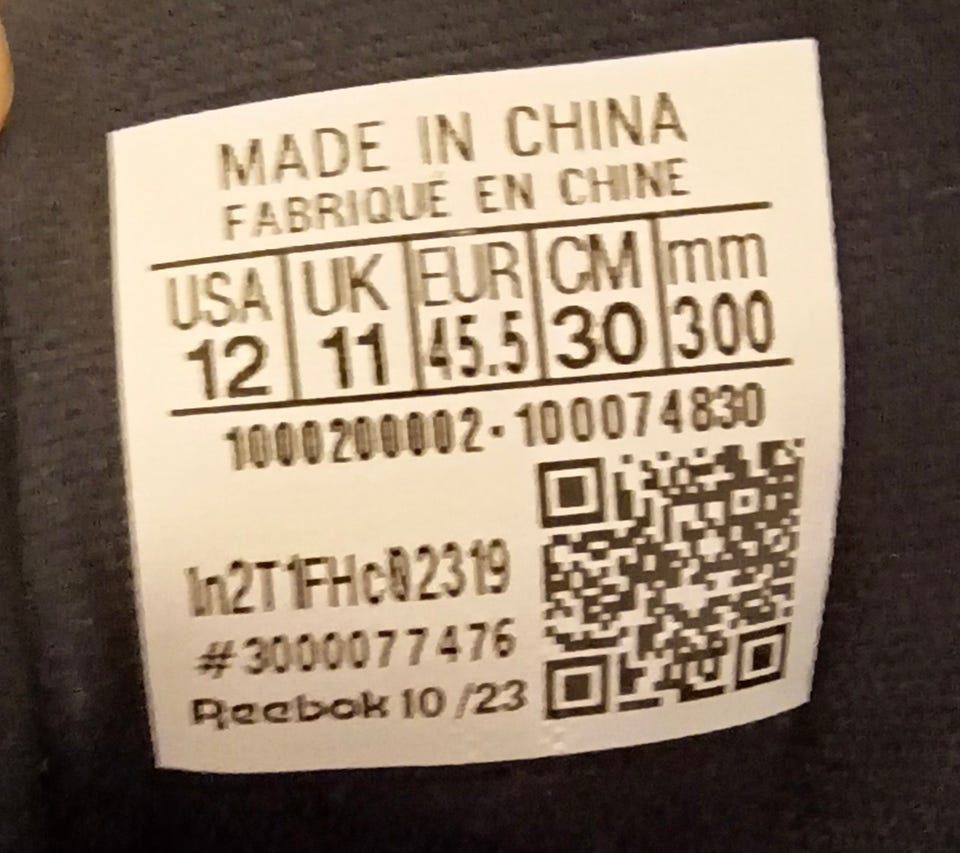 MADE IN CHINA
FABRIQUÉ EN CHINE
USA UK EUR CM mm
12 11 45.5 30 300
1000200002·100074830
1n2T1FHc02319
#3000077476
Reebok 10/23